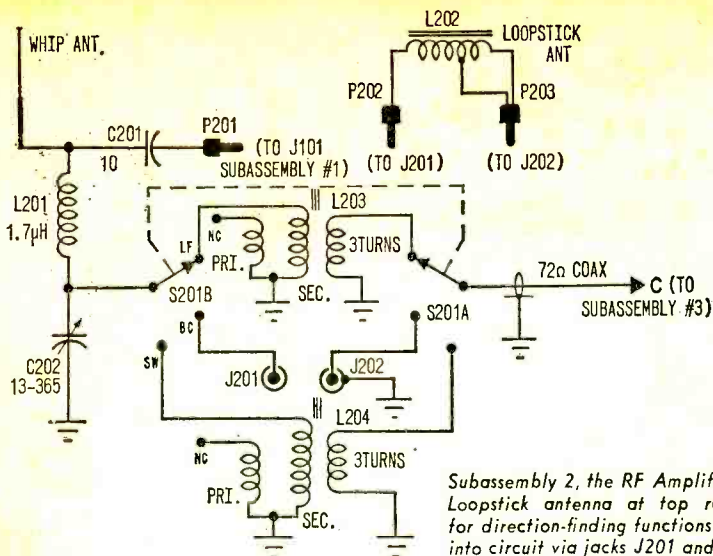 WHIP ANT.
L202
LOOPSTICK
ANT
P202
P203
C201
10
P201
(TO J101
SUBASSEMBLY #1)
(TO J201)
(TO J202)
L201
1.7µH
L203
NC
LF
PRI.
SEC.
3TURNS
S201B
72Ω COAX
C (TO
SUBASSEMBLY #3)
S201A
BC
C202
13-365
SW
J201
J202
L204
NC
PRI.
SEC.
3TURNS
Subassembly 2, the RF
Loopstick antenna at top
for direction-finding functions
into circuit via jacks J201 and